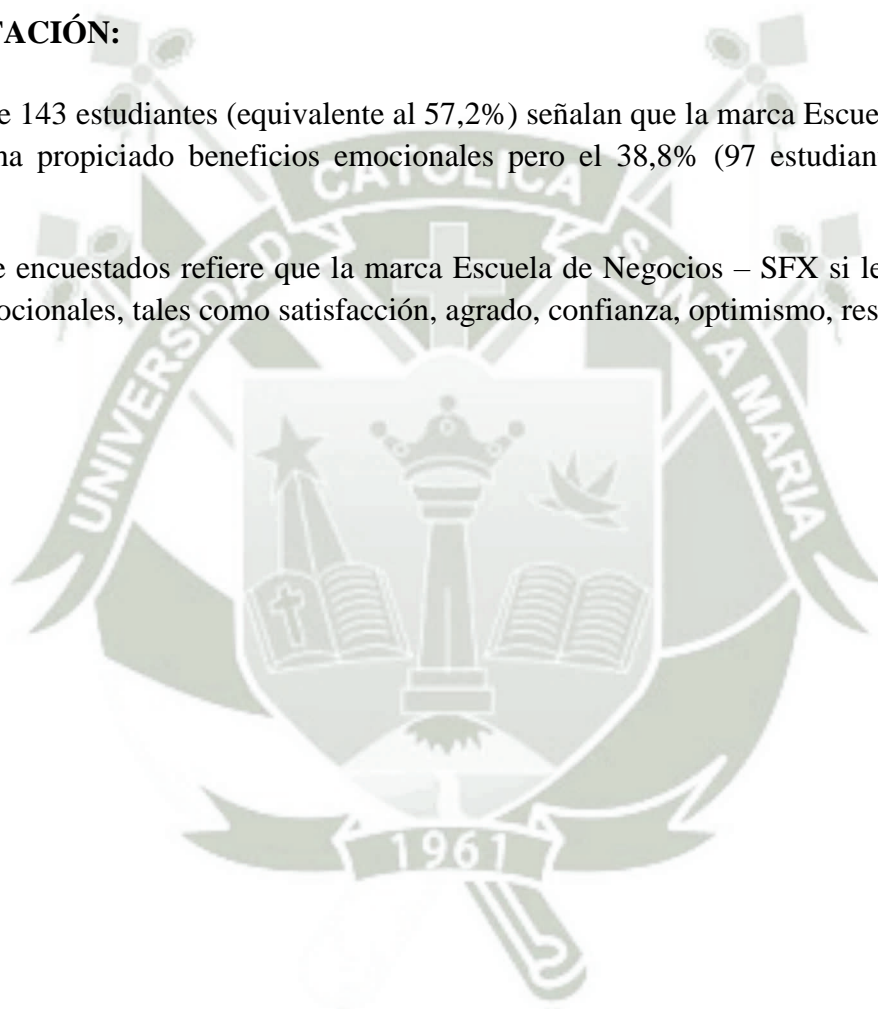 TACIÓN:
e 143 estudiantes (equivalente al 57,2%) señalan que la marca Escue
na propiciado beneficios emocionales pero el 38,8% (97 estudian
e encuestados refiere que la marca Escuela de Negocios – SFX si le
ocionales, tales como satisfacción, agrado, confianza, optimismo, res
UNIVERSIDAD CATOLICA SANTA MARIA
1961